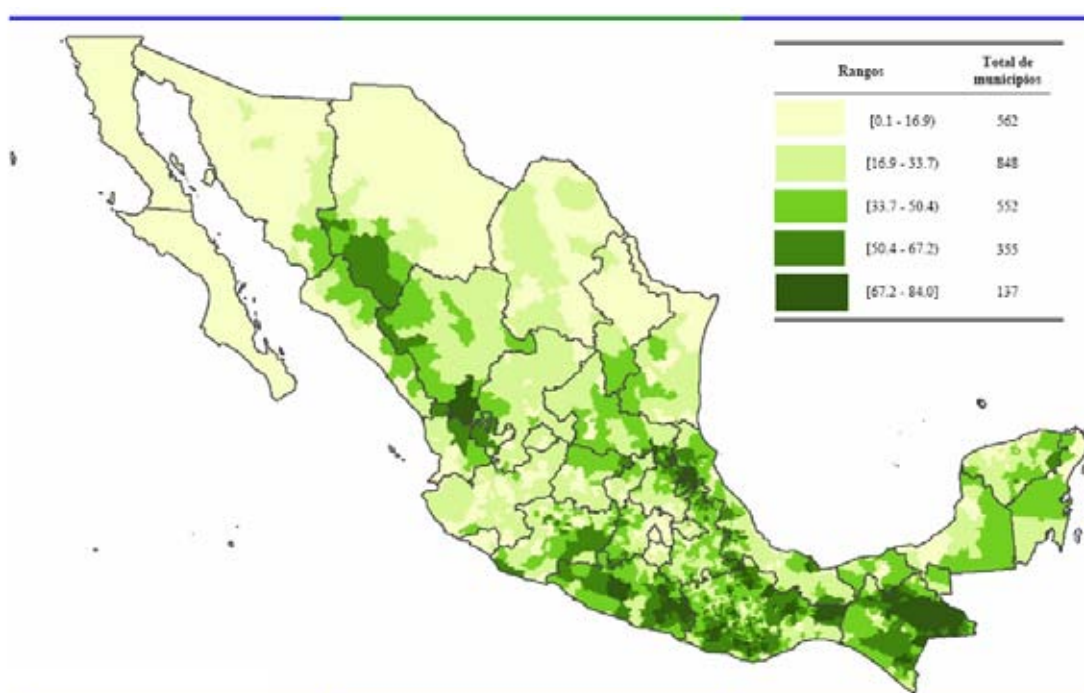 Rangos
Total de
municipios
[0.1 - 16.9) 562
[16.9 - 33.7) 848
[33.7 - 50.4) 552
[50.4 - 67.2) 355
[67.2 - 84.0] 137